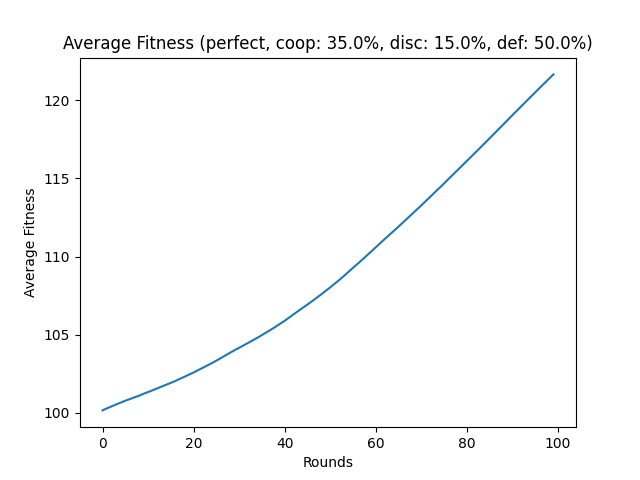 Average Fitness (perfect, coop: 35.0%, disc: 15.0%, def: 50.0%)
Average Fitness
120
115
110
105
100
0 20 40 60 80 100
Rounds